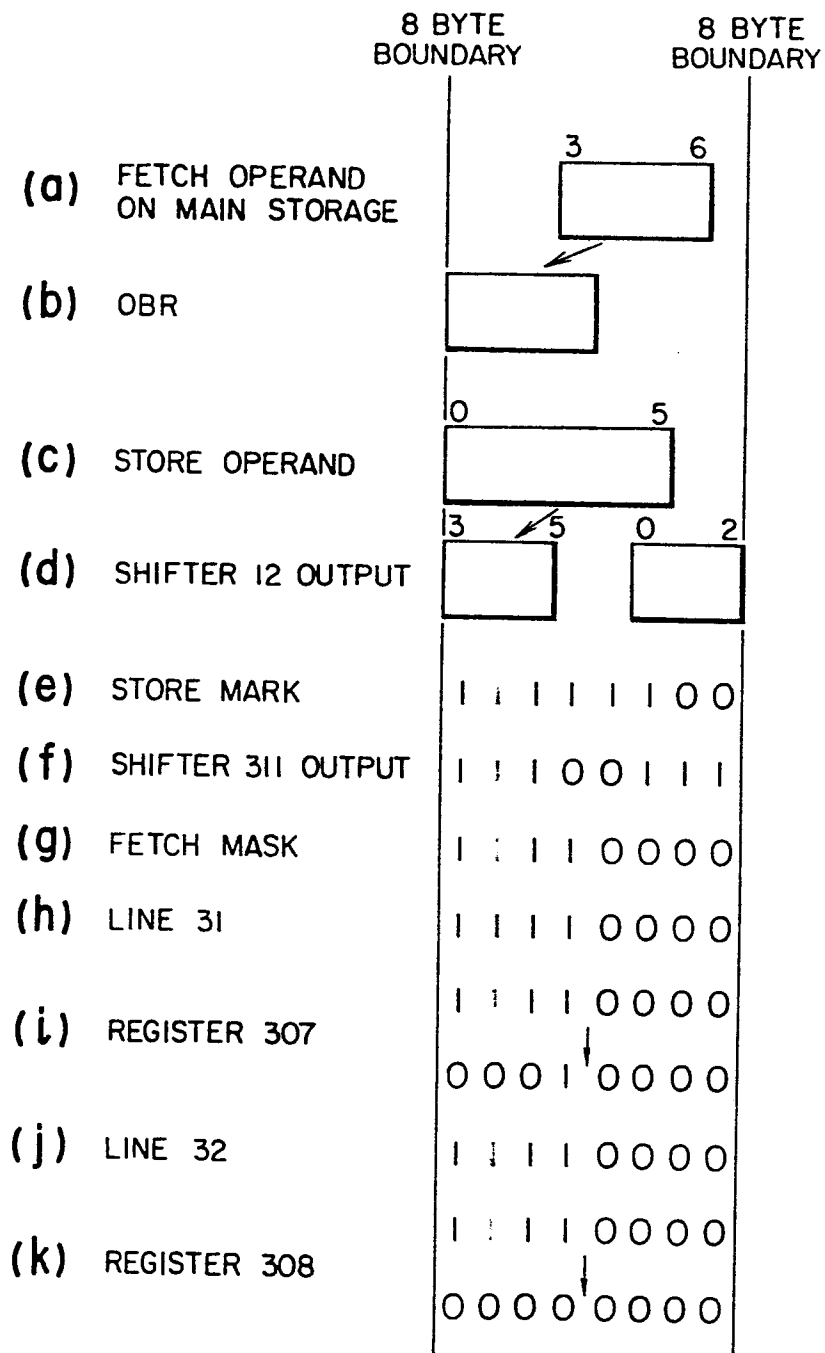 8 BYTE BOUNDARY
8 BYTE BOUNDARY
(a) FETCH OPERAND ON MAIN STORAGE
3 6
(b) OBR
(c) STORE OPERAND
0 5
(d) SHIFTER 12 OUTPUT
3 5 0 2
(e) STORE MARK 1 1 1 1 1 1 0 0
(f) SHIFTER 311 OUTPUT 1 1 1 0 0 1 1 1
(g) FETCH MASK 1 1 1 1 0 0 0 0
(h) LINE 31 1 1 1 1 0 0 0 0
(i) REGISTER 307
1 1 1 1 0 0 0 0
0 0 0 1 0 0 0 0
(j) LINE 32 1 1 1 1 0 0 0 0
(k) REGISTER 308
1 1 1 1 0 0 0 0
0 0 0 0 0 0 0 0